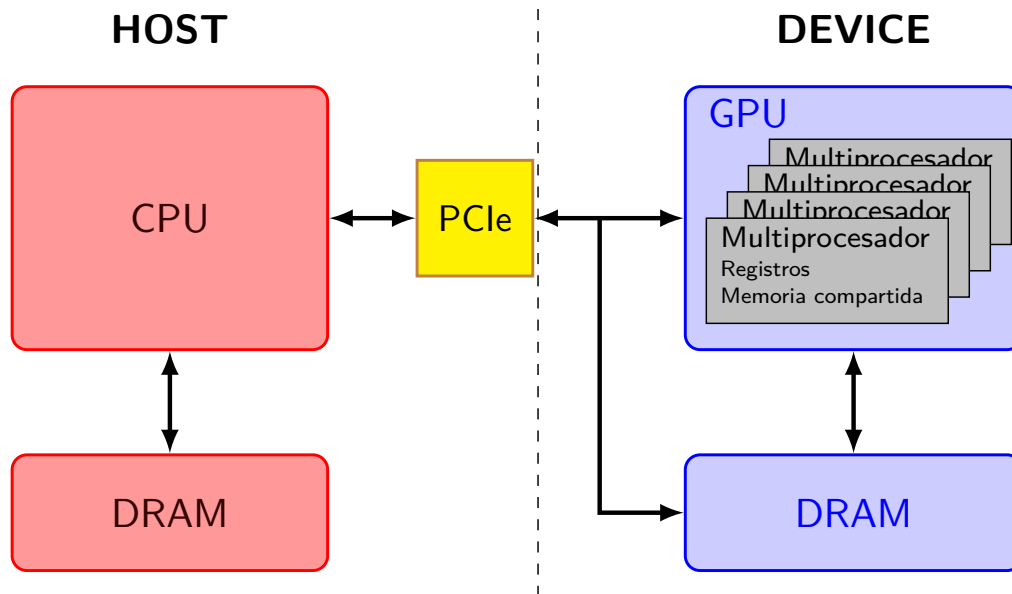 HOST
DEVICE
CPU
PCIe
GPU
Multiprocesador
Multiprocesador
Multiprocesador
Multiprocesador
Registros
Memoria compartida
DRAM
DRAM